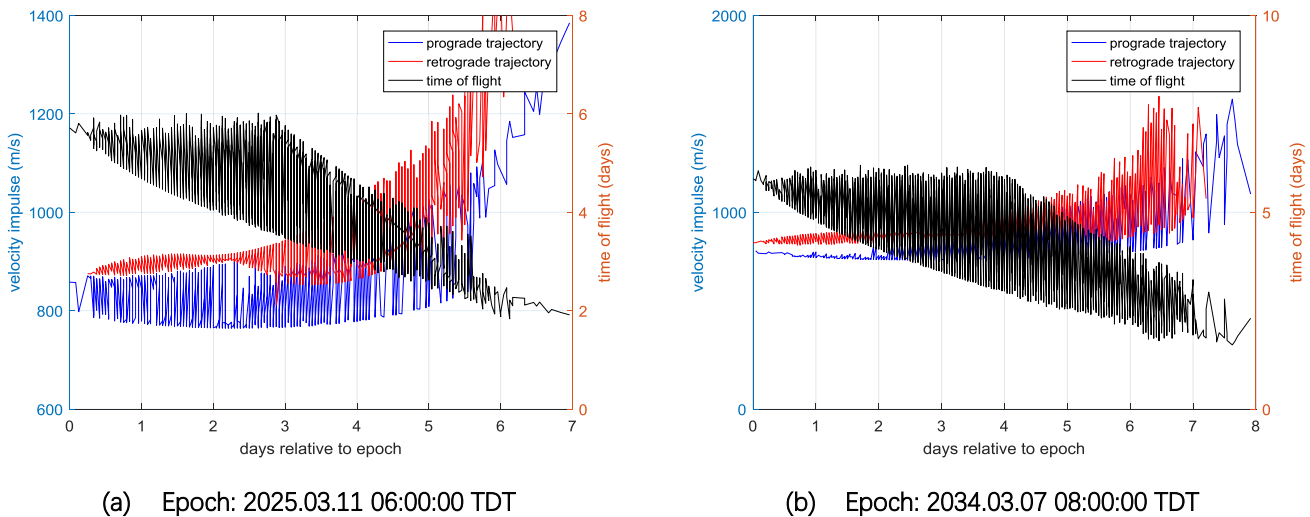 1400
1200
1000
800
600
velocity impulse (m/s)
8
6
4
2
0
time of flight (days)
prograde trajectory
retrograde trajectory
time of flight
0 1 2 3 4 5 6 7
days relative to epoch
(a) Epoch: 2025.03.11 06:00:00 TDT
2000
1000
0
velocity impulse (m/s)
10
5
0
time of flight (days)
prograde trajectory
retrograde trajectory
time of flight
0 1 2 3 4 5 6 7 8
days relative to epoch
(b) Epoch: 2034.03.07 08:00:00 TDT